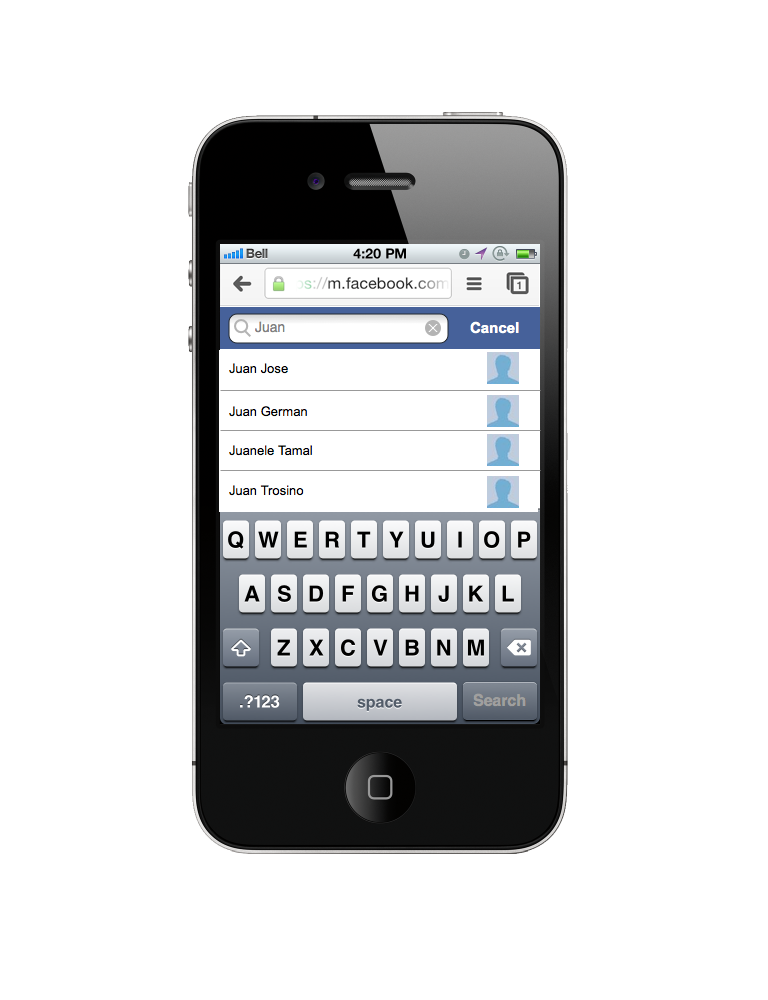 Bell 4:20 PM
ps://m.facebook.com 1
Juan Cancel
Juan Jose
Juan German
Juanele Tamal
Juan Trosino
Q W E R T Y U I O P
A S D F G H J K L
Z X C V B N M
.?123 space Search